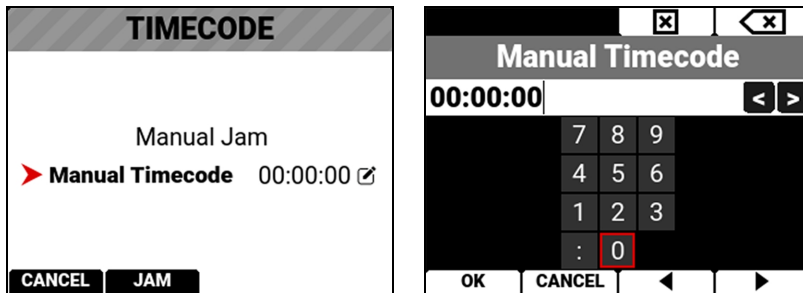 TIMECODE
Manual Jam
Manual Timecode 00:00:00
CANCEL JAM
Manual Timecode
00:00:00 < >
7 8 9
4 5 6
1 2 3
: 0
OK CANCEL